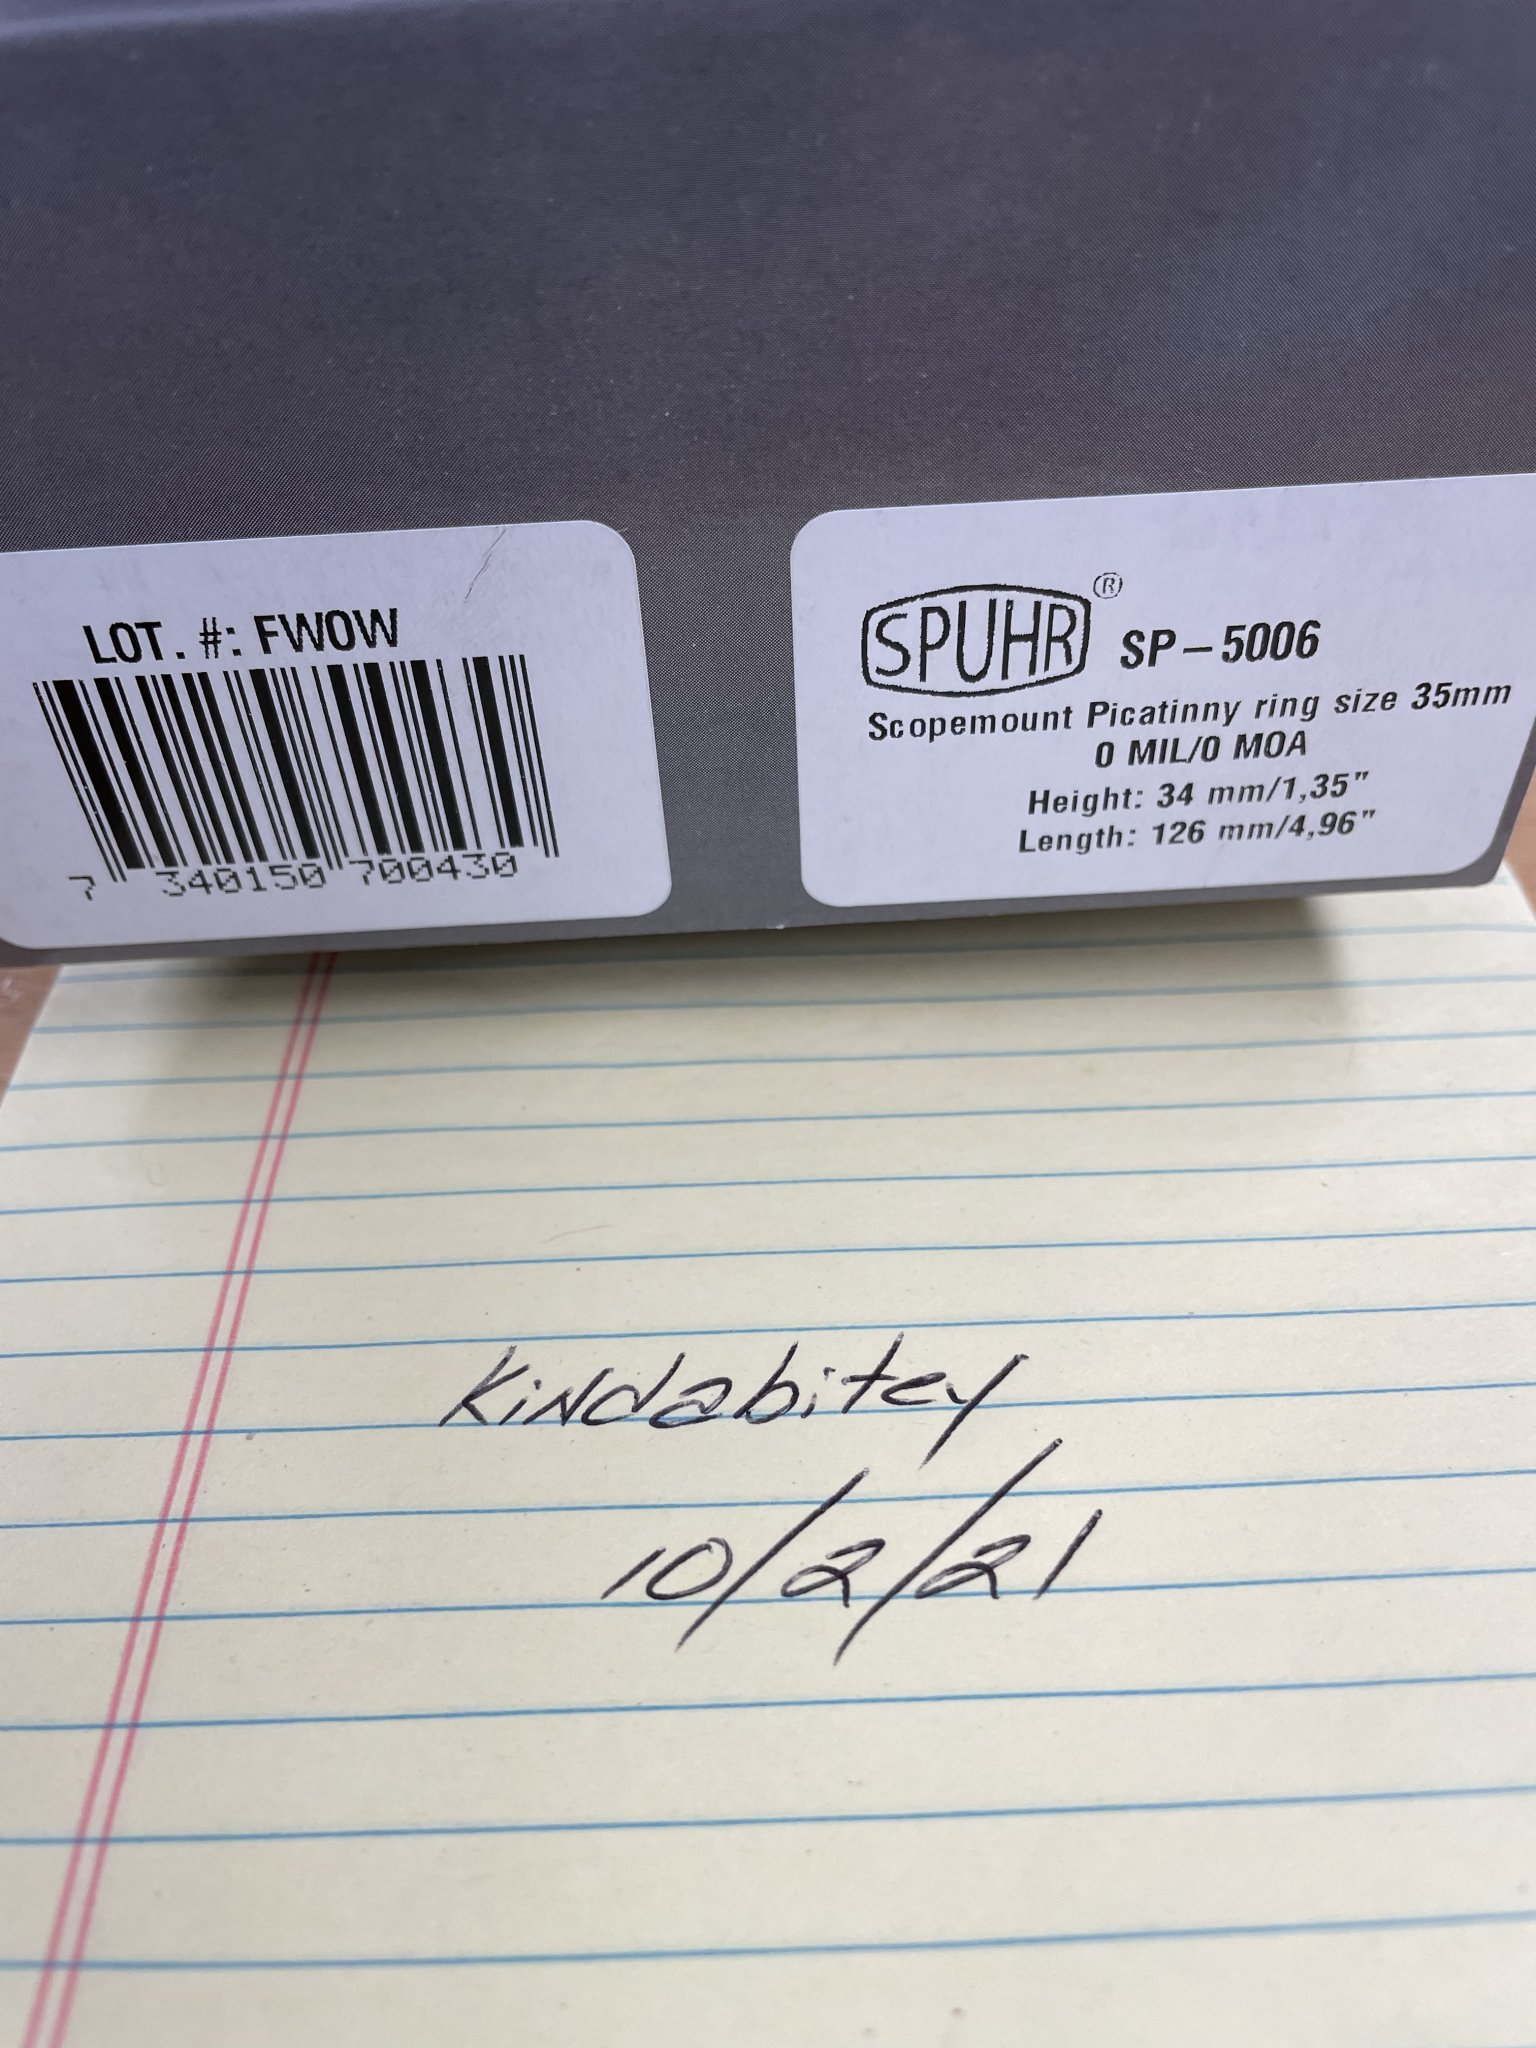 LOT. #: FWOW
7 340150 700430
SPUHR® SP-5006
Scopemount Picatinny ring size 35mm
0 MIL/0 MOA
Height: 34 mm/1,35"
Length: 126 mm/4,96"
Kindabitey
10/2/21